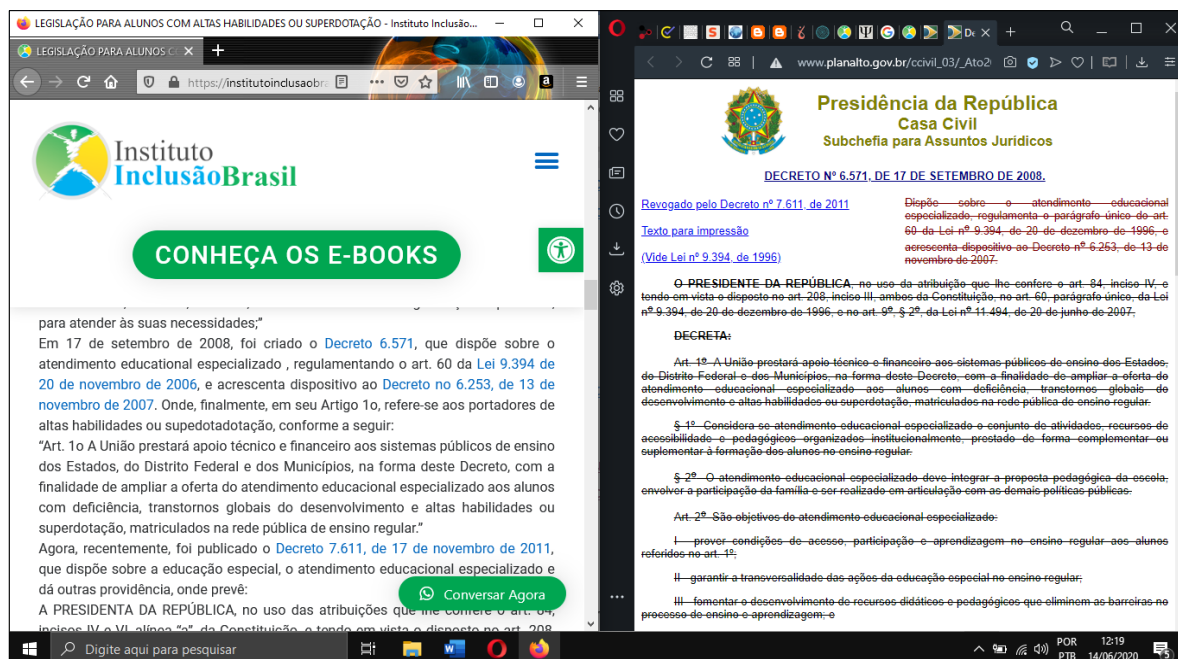 LEGISLAÇÃO PARA ALUNOS COM ALTAS HABILIDADES OU SUPERDOTAÇÃO - Instituto Inclusão...
LEGISLAÇÃO PARA ALUNOS C
https://institutoinclusaobra
Instituto
InclusãoBrasil
CONHEÇA OS E-BOOKS
para atender às suas necessidades;"
Em 17 de setembro de 2008, foi criado o Decreto 6.571, que dispõe sobre o
atendimento educational especializado , regulamentando o art. 60 da Lei 9.394 de
20 de novembro de 2006, e acrescenta dispositivo ao Decreto no 6.253, de 13 de
novembro de 2007. Onde, finalmente, em seu Artigo 1o, refere-se aos portadores de
altas habilidades ou supedotadotação, conforme a seguir:
"Art. 1o A União prestará apoio técnico e financeiro aos sistemas públicos de ensino
dos Estados, do Distrito Federal e dos Municípios, na forma deste Decreto, com a
finalidade de ampliar a oferta do atendimento educacional especializado aos alunos
com deficiência, transtornos globais do desenvolvimento e altas habilidades ou
superdotação, matriculados na rede pública de ensino regular."
Agora, recentemente, foi publicado o Decreto 7.611, de 17 de novembro de 2011,
que dispõe sobre a educação especial, o atendimento educacional especializado e
dá outras providência, onde prevê:
A PRESIDENTA DA REPÚBLICA, no uso das atribuições que lhe confere o art. 84,
incisos IV e VI, alínea "a", da Constituição, e tendo em vista o disposto no art. 208,
Conversar Agora
De
www.planalto.gov.br/ccivil_03/_Ato2
Presidência da República
Casa Civil
Subchefia para Assuntos Jurídicos
DECRETO Nº 6.571, DE 17 DE SETEMBRO DE 2008.
Revogado pelo Decreto nº 7.611, de 2011
Texto para impressão
(Vide Lei nº 9.394, de 1996)
Dispõe sobre o atendimento educacional
especializado, regulamenta o parágrafo único do art.
60 da Lei nº 9.394, de 20 de dezembro de 1996, e
acrescenta dispositivo ao Decreto nº 6.253, de 13 de
novembro de 2007.
O PRESIDENTE DA REPÚBLICA, no uso da atribuição que lhe confere o art. 84, inciso IV, e
tendo em vista o disposto no art. 208, inciso III, ambos da Constituição, no art. 60, parágrafo único, da Lei
nº 9.394, de 20 de dezembro de 1996, e no art. 9º, § 2º, da Lei nº 11.494, de 20 de junho de 2007,
DECRETA:
Art. 1º A União prestará apoio técnico e financeiro aos sistemas públicos de ensino dos Estados,
do Distrito Federal e dos Municípios, na forma deste Decreto, com a finalidade de ampliar a oferta do
atendimento educacional especializado aos alunos com deficiência, transtornos globais do
desenvolvimento e altas habilidades ou superdotação, matriculados na rede pública de ensino regular.
§ 1º Considera-se atendimento educacional especializado o conjunto de atividades, recursos de
acessibilidade e pedagógicos organizados institucionalmente, prestado de forma complementar ou
suplementar à formação dos alunos no ensino regular.
§ 2º O atendimento educacional especializado deve integrar a proposta pedagógica da escola,
envolver a participação da família e ser realizado em articulação com as demais políticas públicas.
Art. 2º São objetivos do atendimento educacional especializado:
I - prover condições de acesso, participação e aprendizagem no ensino regular aos alunos
referidos no art. 1º;
II - garantir a transversalidade das ações da educação especial no ensino regular;
III - fomentar o desenvolvimento de recursos didáticos e pedagógicos que eliminem as barreiras no
processo de ensino e aprendizagem; e
Digite aqui para pesquisar
POR
PTB
12:19
14/06/2020
5